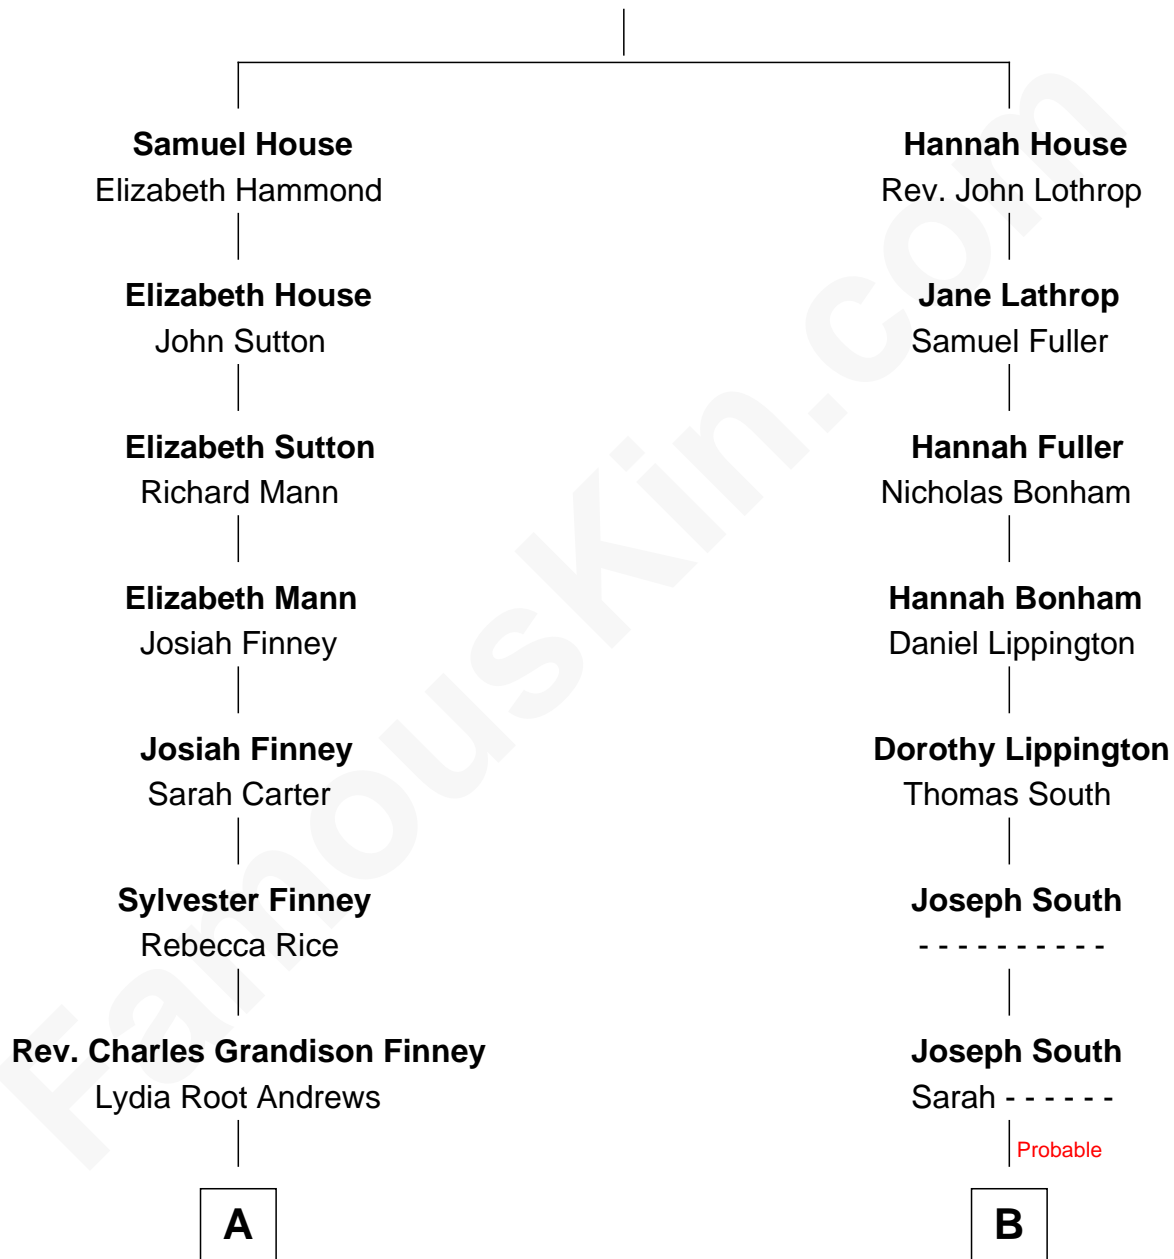 Samuel House
Elizabeth Hammond
Elizabeth House
John Sutton
Elizabeth Sutton
Richard Mann
Elizabeth Mann
Josiah Finney
Josiah Finney
Sarah Carter
Sylvester Finney
Rebecca Rice
Rev. Charles Grandison Finney
Lydia Root Andrews
A
Hannah House
Rev. John Lothrop
Jane Lathrop
Samuel Fuller
Hannah Fuller
Nicholas Bonham
Hannah Bonham
Daniel Lippington
Dorothy Lippington
Thomas South
Joseph South
- - - - - - - - - -
Joseph South
Sarah - - - - - -
Probable
B
FamousKin.com